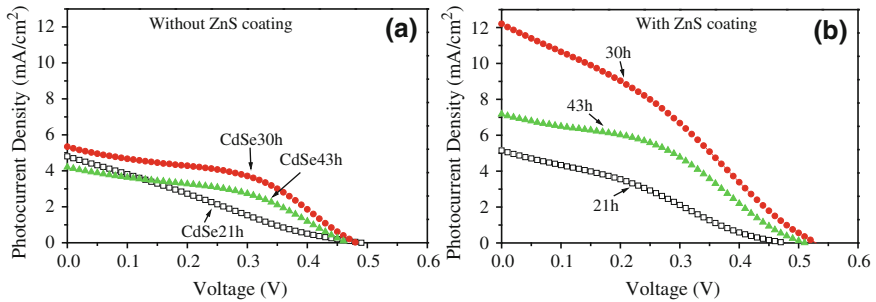 Without ZnS coating
(a)
Photocurrent Density (mA/cm²)
12
10
8
6
4
2
0
CdSe30h
CdSe43h
CdSe21h
0.0 0.1 0.2 0.3 0.4 0.5 0.6
Voltage (V)
With ZnS coating
(b)
Photocurrent Density (mA/cm²)
12
10
8
6
4
2
0
30h
43h
21h
0.0 0.1 0.2 0.3 0.4 0.5 0.6
Voltage (V)